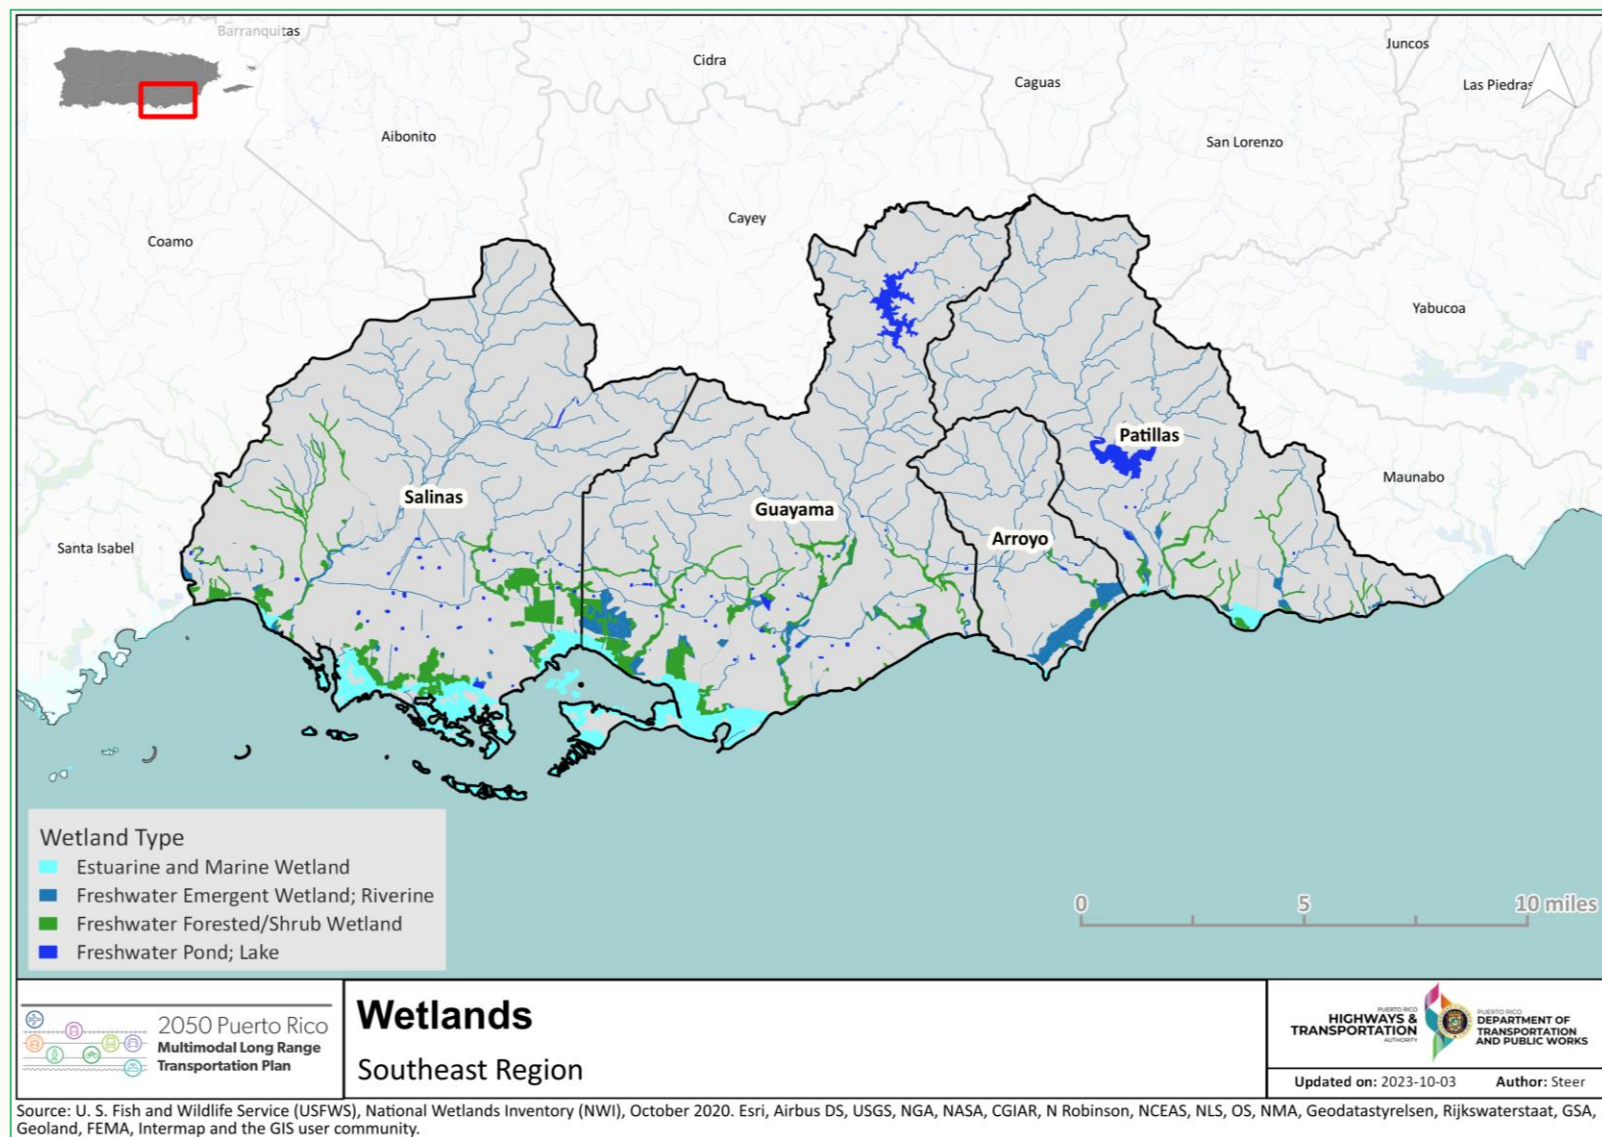 Barranquitas
Cidra
Juncos
Caguas
Las Piedras
Aibonito
San Lorenzo
Cayey
Coamo
Yabucoa
Patillas
Maunabo
Salinas
Guayama
Arroyo
Santa Isabel
Wetland Type
Estuarine and Marine Wetland
Freshwater Emergent Wetland; Riverine
Freshwater Forested/Shrub Wetland
Freshwater Pond; Lake
0 5 10 miles
2050 Puerto Rico
Multimodal Long Range
Transportation Plan
Wetlands
Southeast Region
PUERTO RICO
HIGHWAYS &
TRANSPORTATION
AUTHORITY
PUERTO RICO
DEPARTMENT OF
TRANSPORTATION
AND PUBLIC WORKS
Updated on: 2023-10-03 Author: Steer
Source: U. S. Fish and Wildlife Service (USFWS), National Wetlands Inventory (NWI), October 2020. Esri, Airbus DS, USGS, NGA, NASA, CGIAR, N Robinson, NCEAS, NLS, OS, NMA, Geodatastyrelsen, Rijkswaterstaat, GSA,
Geoland, FEMA, Intermap and the GIS user community.